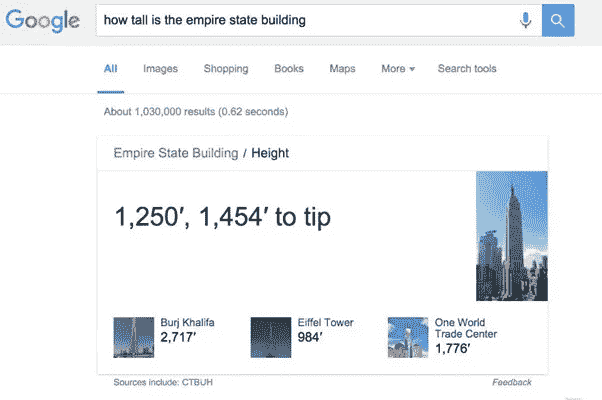 Google
how tall is the empire state building
All Images Shopping Books Maps More Search tools
About 1,030,000 results (0.62 seconds)
Empire State Building / Height
1,250′, 1,454′ to tip
Burj Khalifa
2,717′
Eiffel Tower
984′
One World
Trade Center
1,776′
Sources include: CTBUH Feedback